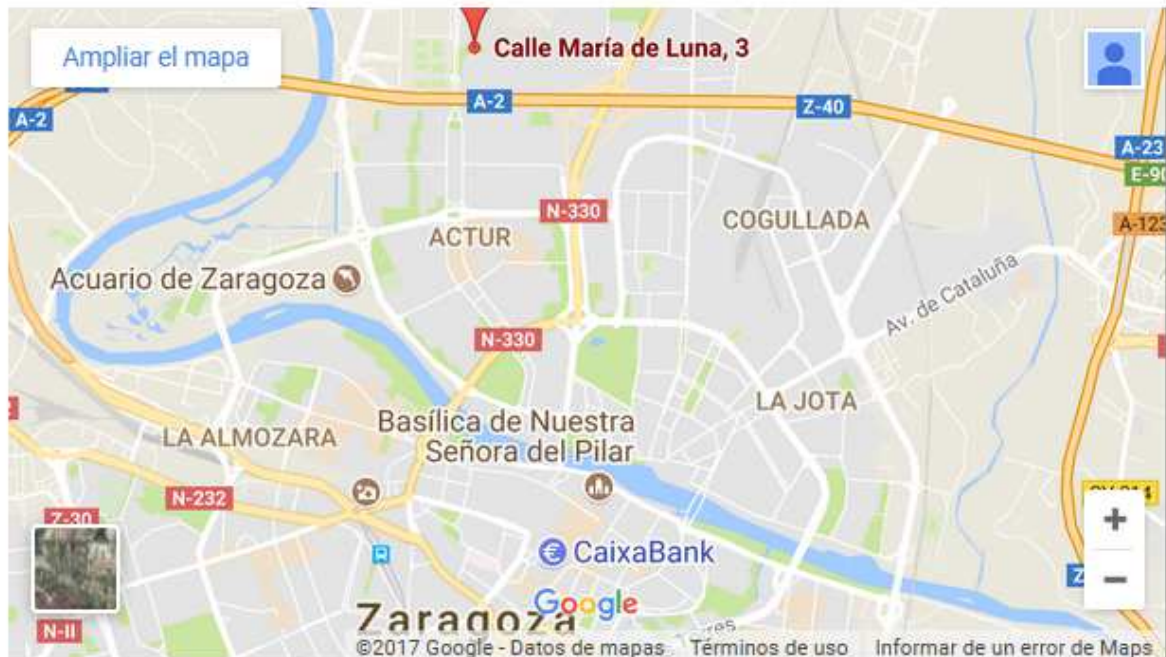 Calle María de Luna, 3
Ampliar el mapa
A-2
A-2
Z-40
A-23
E-90
N-330
A-123
ACTUR
COGULLADA
Acuario de Zaragoza
Av. de Cataluña
N-330
LA JOTA
Basílica de Nuestra
Señora del Pilar
LA ALMOZARA
N-232
Z-30
+
CaixaBank
−
Google
Zaragoza
N-II
©2017 Google - Datos de mapas
Términos de uso
Informar de un error de Maps